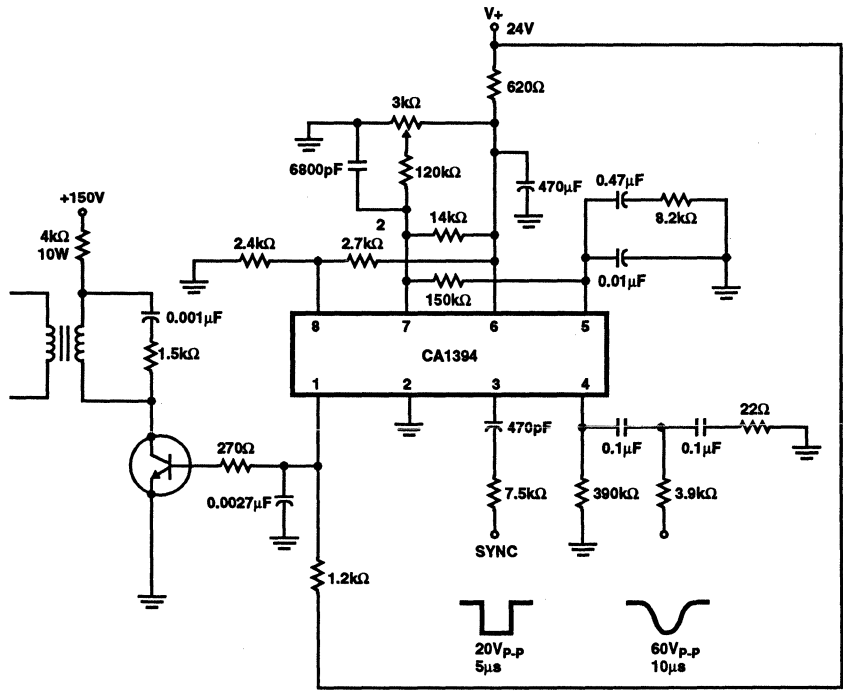 V+
24V
620Ω
3kΩ
6800pF
120kΩ
470μF
0.47μF
8.2kΩ
+150V
2
14kΩ
4kΩ
10W
2.4kΩ
2.7kΩ
0.01μF
150kΩ
0.001μF
8
7
6
5
1.5kΩ
CA1394
1
2
3
4
22Ω
270Ω
470pF
0.1μF
0.1μF
0.0027μF
7.5kΩ
390kΩ
3.9kΩ
SYNC
1.2kΩ
20VP-P
5μs
60VP-P
10μs